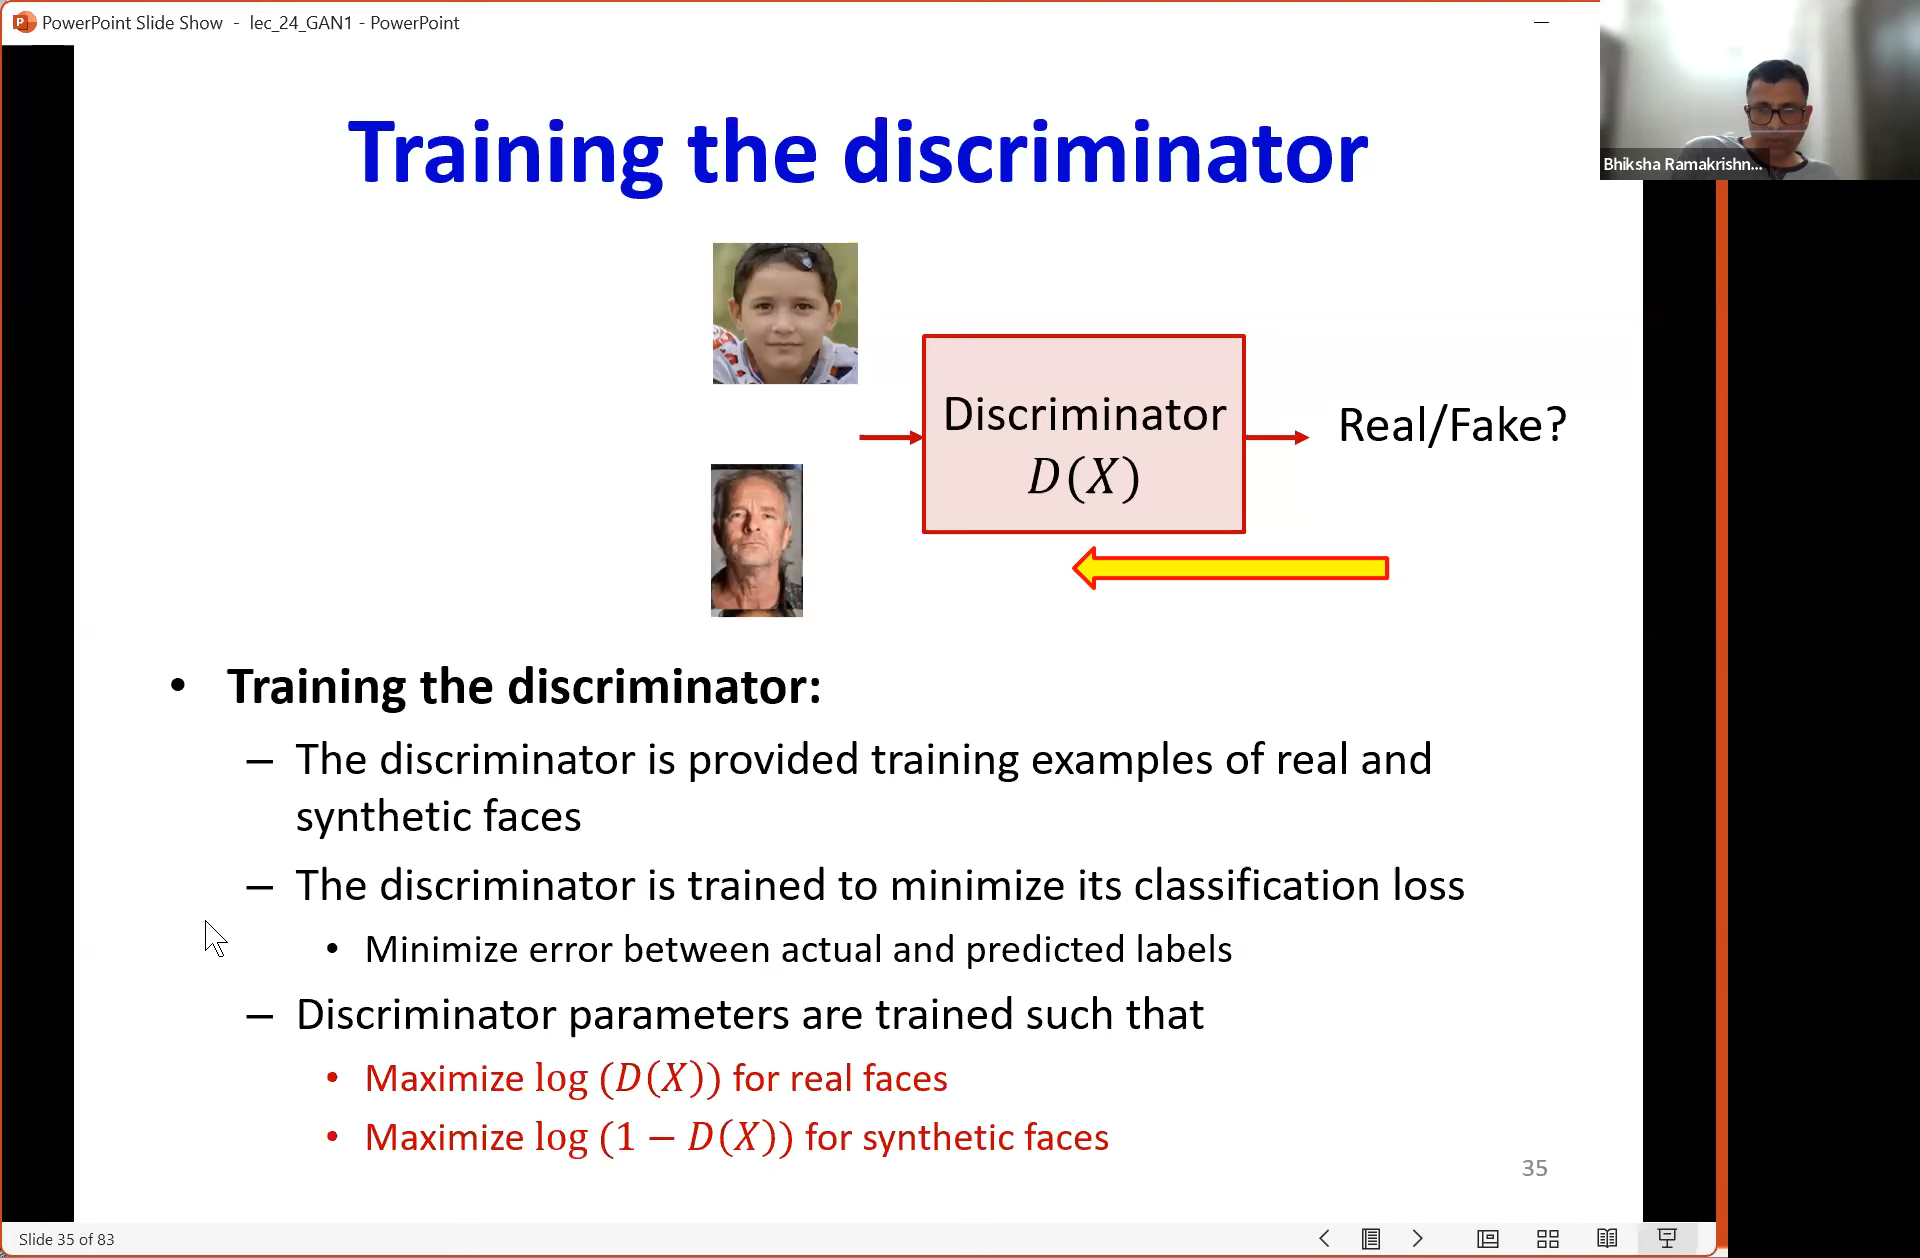 PowerPoint Slide Show - lec_24_GAN1 - PowerPoint
Bhiksha Ramakrishn...
Training the discriminator
Discriminator
D(X)
Real/Fake?
• Training the discriminator:
– The discriminator is provided training examples of real and
synthetic faces
– The discriminator is trained to minimize its classification loss
• Minimize error between actual and predicted labels
– Discriminator parameters are trained such that
• Maximize log (D(X)) for real faces
• Maximize log (1 − D(X)) for synthetic faces
35
Slide 35 of 83